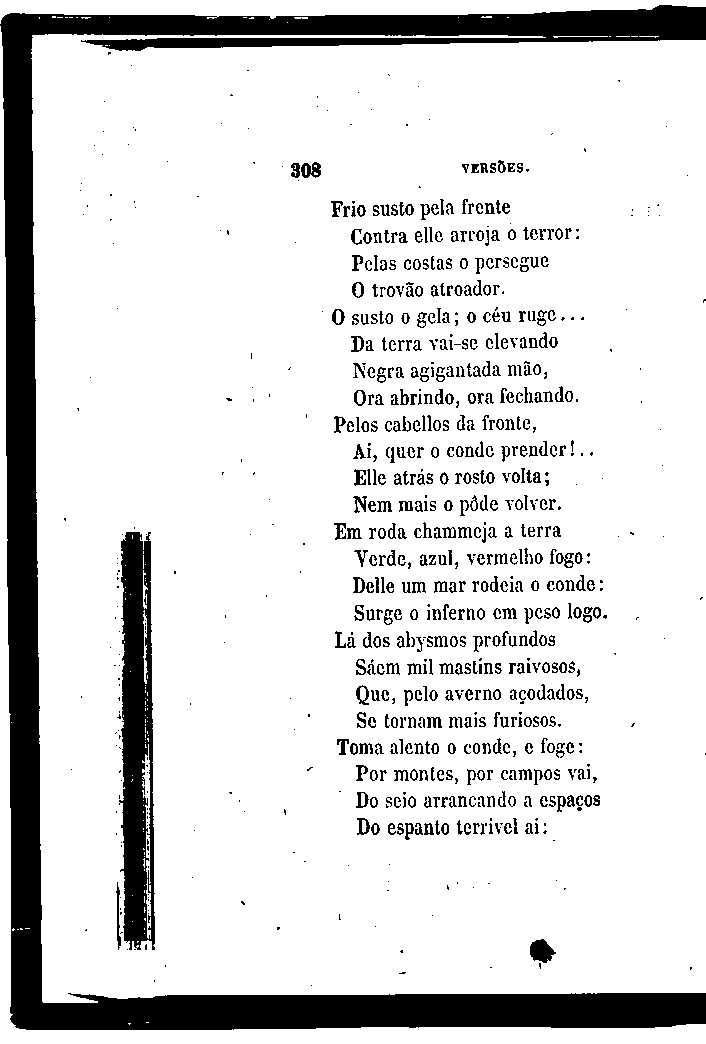 308 VERSÕES.
Frio susto pela frente
Contra elle arroja o terror:
Pelas costas o persegue
O trovão atroador.
O susto o gela; o céu ruge...
Da terra vai-se elevando
Negra agigantada mão,
Ora abrindo, ora fechando.
Pelos cabellos da fronte,
Ai, quer o conde prender!..
Elle atrás o rosto volta;
Nem mais o pôde volver.
Em roda chammeja a terra
Verde, azul, vermelho fogo:
Delle um mar rodeia o conde:
Surge o inferno em peso logo.
Lá dos abysmos profundos
Sáem mil mastins raivosos,
Que, pelo averno açodados,
Se tornam mais furiosos.
Toma alento o conde, e foge:
Por montes, por campos vai,
Do seio arrancando a espaços
Do espanto terrivel ai: